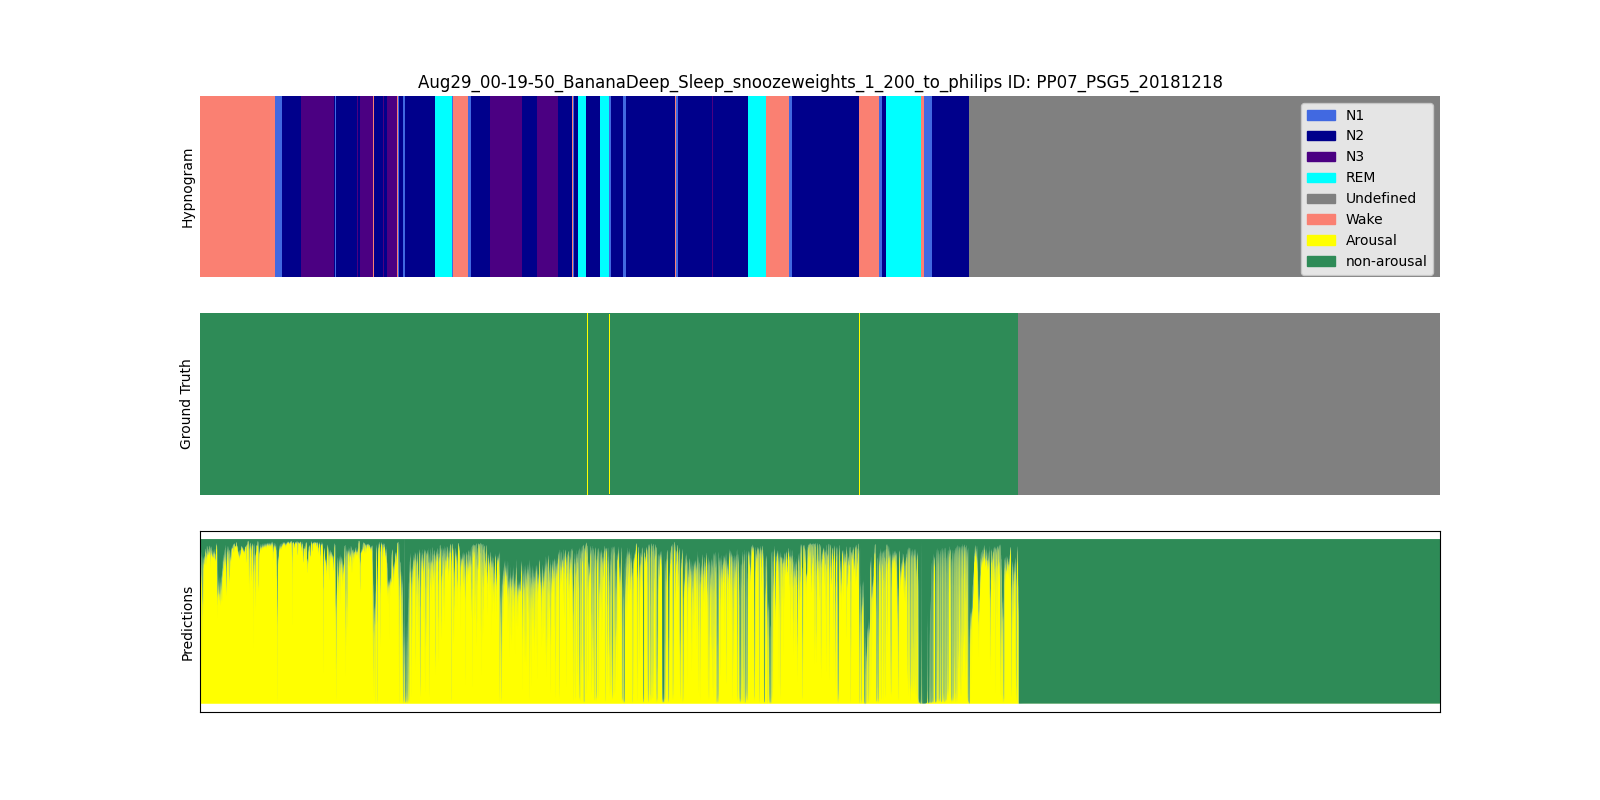 Aug29_00-19-50_BananaDeep_Sleep_snoozeweights_1_200_to_philips ID: PP07_PSG5_20181218
Hypnogram
N1
N2
N3
REM
Undefined
Wake
Arousal
non-arousal
Ground Truth
Predictions